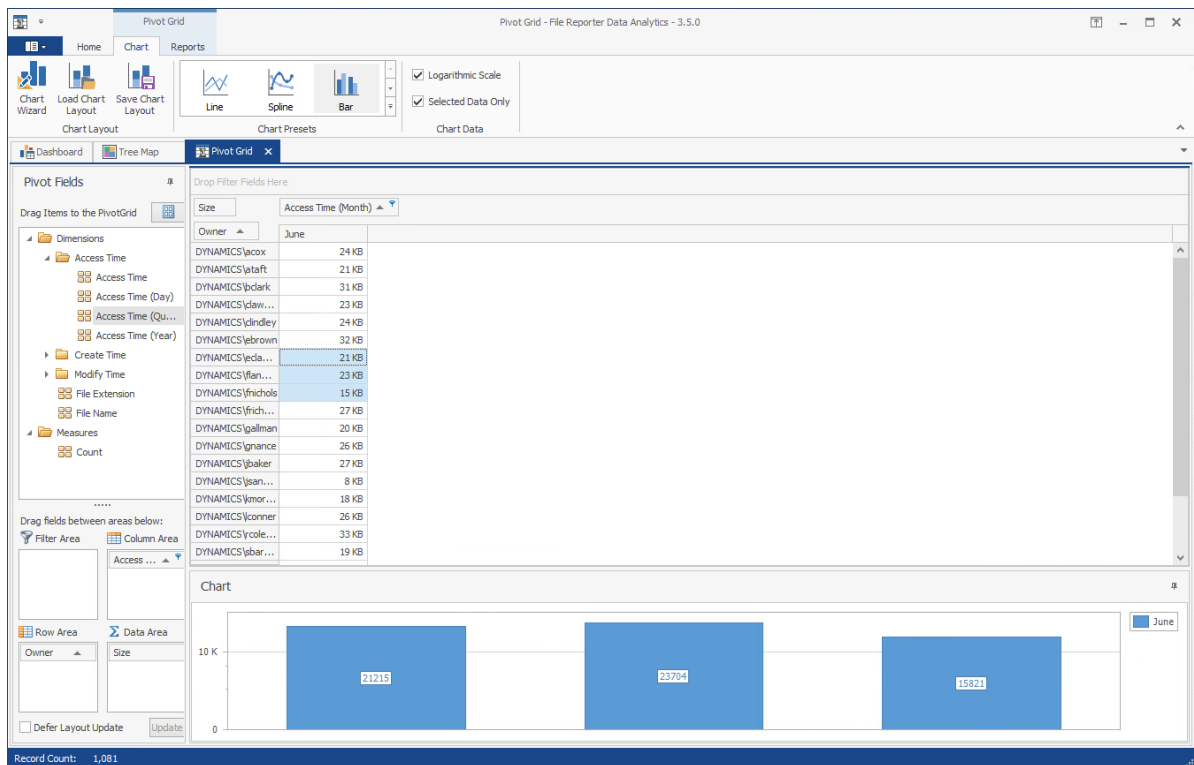 Pivot Grid
Pivot Grid - File Reporter Data Analytics - 3.5.0
Home Chart Reports
Chart Wizard
Load Chart Layout
Save Chart Layout
Chart Layout
Line
Spline
Bar
Chart Presets
Logarithmic Scale
Selected Data Only
Chart Data
Dashboard Tree Map Pivot Grid
Pivot Fields
Drag Items to the PivotGrid
Dimensions
Access Time
Access Time
Access Time (Day)
Access Time (Qu...
Access Time (Year)
Create Time
Modify Time
File Extension
File Name
Measures
Count
Drag fields between areas below:
Filter Area Column Area
Access ...
Row Area Data Area
Owner Size
Defer Layout Update Update
Drop Filter Fields Here
Size Access Time (Month)
Owner June
DYNAMICS\acox 24 KB
DYNAMICS\ataft 21 KB
DYNAMICS\bclark 31 KB
DYNAMICS\claw... 23 KB
DYNAMICS\clindley 24 KB
DYNAMICS\ebrown 32 KB
DYNAMICS\ecla... 21 KB
DYNAMICS\flan... 23 KB
DYNAMICS\fnichols 15 KB
DYNAMICS\frich... 27 KB
DYNAMICS\gallman 20 KB
DYNAMICS\gnance 26 KB
DYNAMICS\jbaker 27 KB
DYNAMICS\jsan... 8 KB
DYNAMICS\kmor... 18 KB
DYNAMICS\lconner 26 KB
DYNAMICS\rcole... 33 KB
DYNAMICS\sbar... 19 KB
Chart
10 K
0
21215
23704
15821
June
Record Count: 1,081